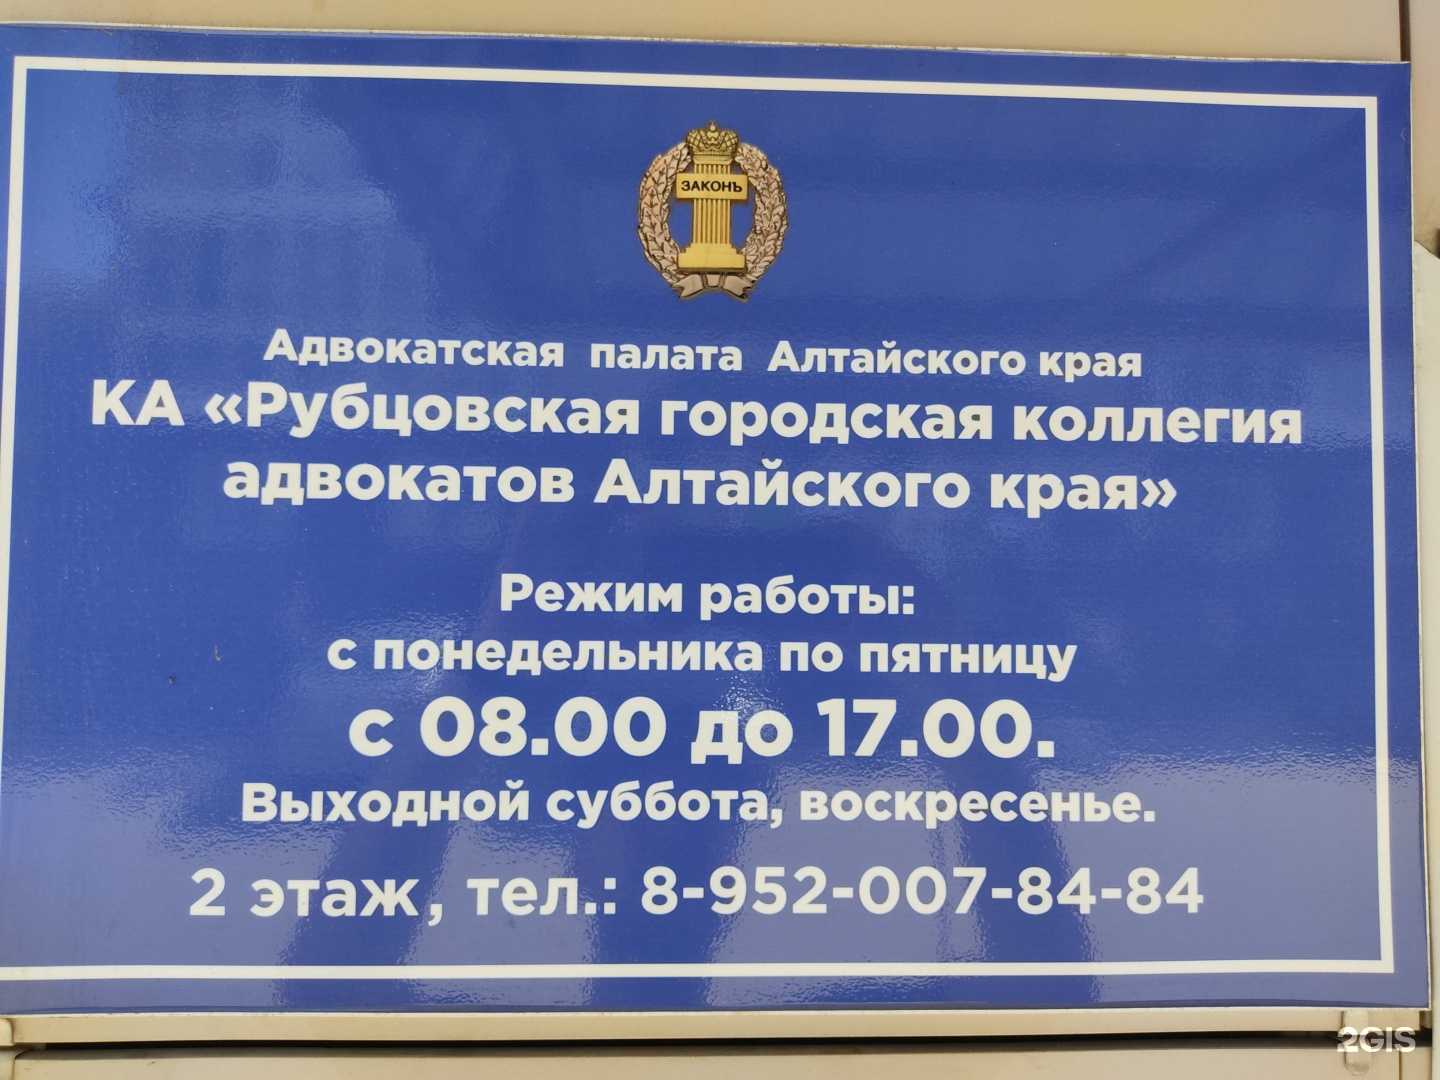 ЗАКОНЪ
Адвокатская палата Алтайского края
КА «Рубцовская городская коллегия
адвокатов Алтайского края»
Режим работы:
с понедельника по пятницу
с 08.00 до 17.00.
Выходной суббота, воскресенье.
2 этаж, тел.: 8-952-007-84-84
2GIS